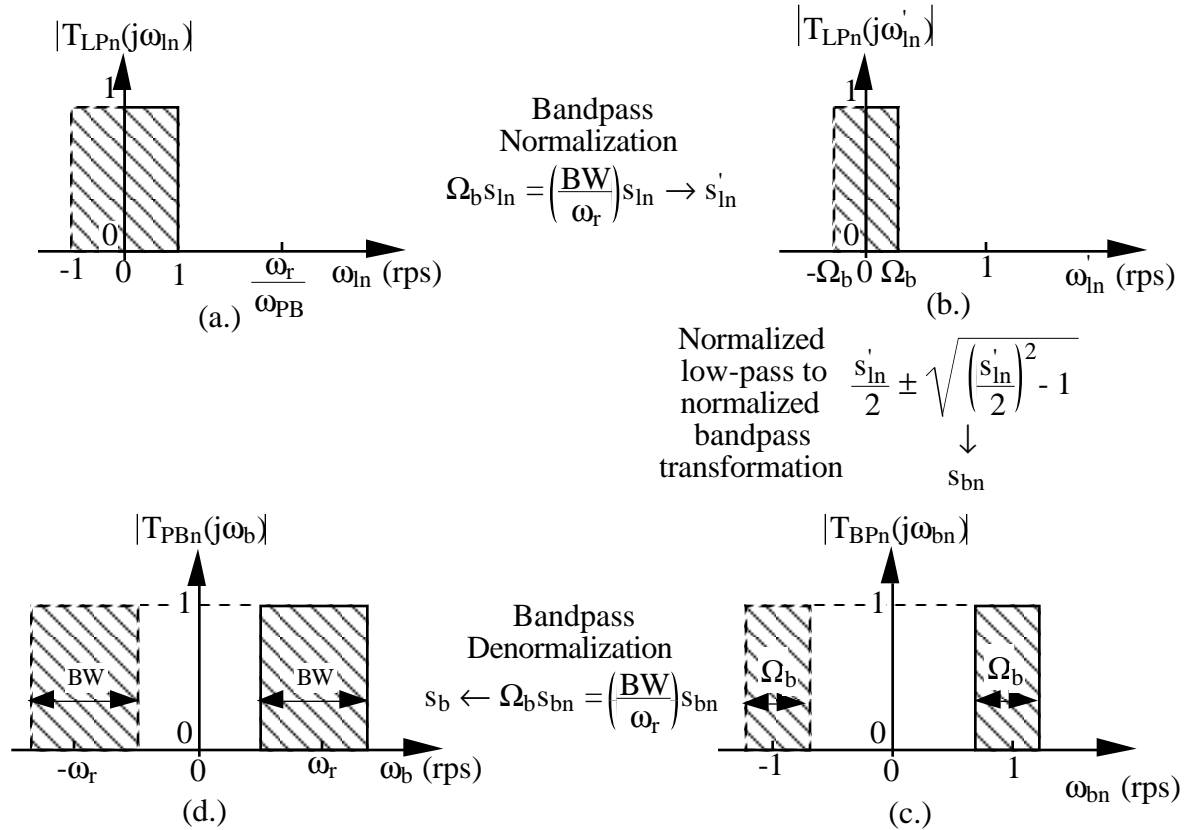 |T_LPn(jω_ln)|
1
0
-1 0 1 ω_r/ω_PB ω_ln (rps)
(a.)
Bandpass
Normalization
Ω_b s_ln = (BW/ω_r) s_ln → s'_ln
|T_LPn(jω'_ln)|
1
0
-Ω_b 0 Ω_b 1 ω'_ln (rps)
(b.)
Normalized
low-pass to
normalized
bandpass
transformation
s'_ln/2 ± √((s'_ln/2)² - 1)
↓
s_bn
|T_PBn(jω_b)|
1
BW BW
0
-ω_r 0 ω_r ω_b (rps)
(d.)
Bandpass
Denormalization
s_b ← Ω_b s_bn = (BW/ω_r) s_bn
|T_BPn(jω_bn)|
1
Ω_b Ω_b
0
-1 0 1 ω_bn (rps)
(c.)